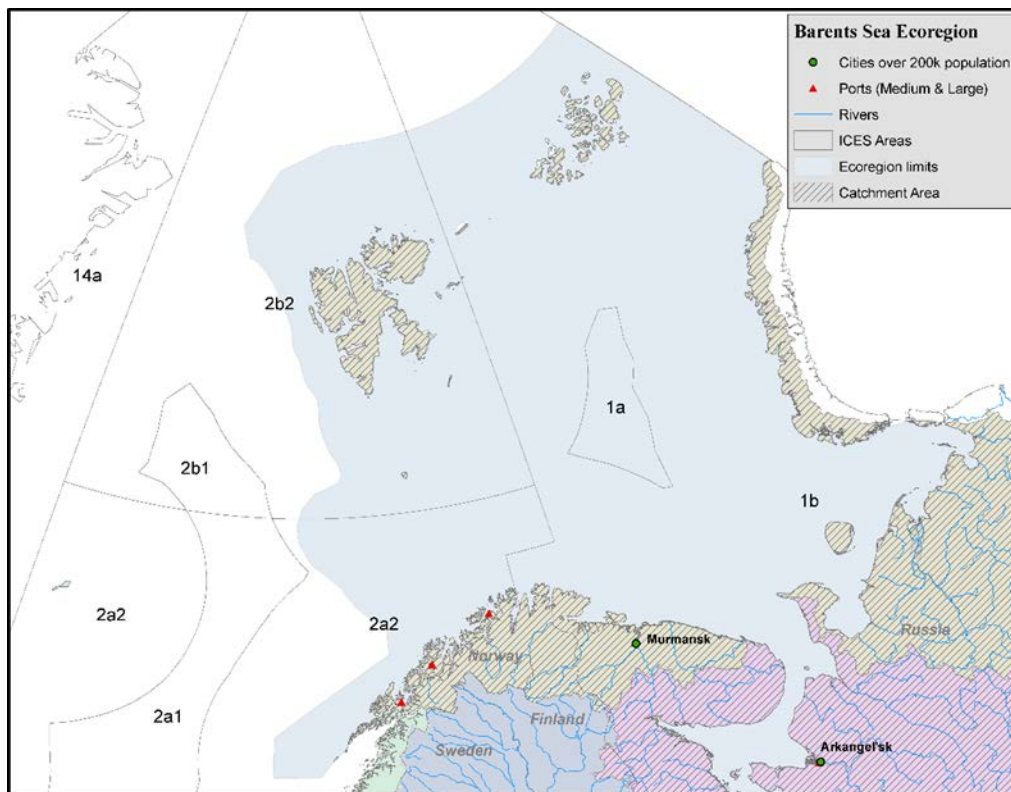 Barents Sea Ecoregion
Cities over 200k population
Ports (Medium & Large)
Rivers
ICES Areas
Ecoregion limits
Catchment Area
14a
2b2
1a
2b1
1b
2a2
2a2
Murmansk
Russia
Norway
2a1
Finland
Sweden
Arkangel'sk